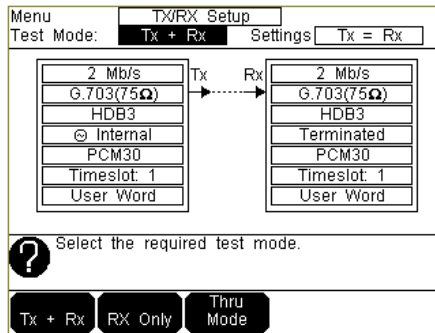 Menu TX/RX Setup
Test Mode: Tx + Rx Settings Tx = Rx
Tx Rx
2 Mb/s
G.703(75Ω)
HDB3
Internal
PCM30
Timeslot: 1
User Word
2 Mb/s
G.703(75Ω)
HDB3
Terminated
PCM30
Timeslot: 1
User Word
? Select the required test mode.
Tx + Rx
RX Only
Thru
Mode